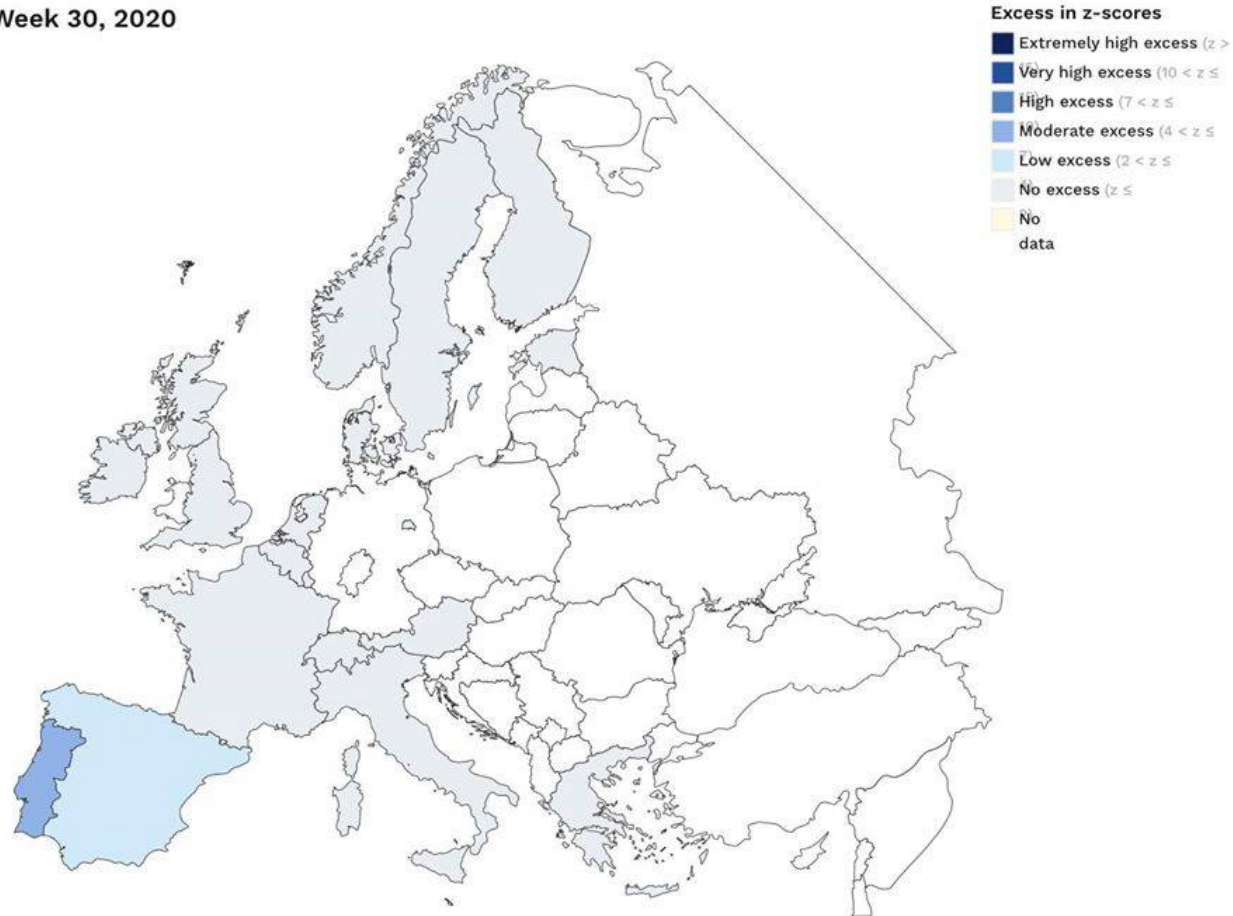 Week 30, 2020
Excess in z-scores
Extremely high excess (z >
Very high excess (10 < z ≤
High excess (7 < z ≤
Moderate excess (4 < z ≤
Low excess (2 < z ≤
No excess (z ≤
No
data